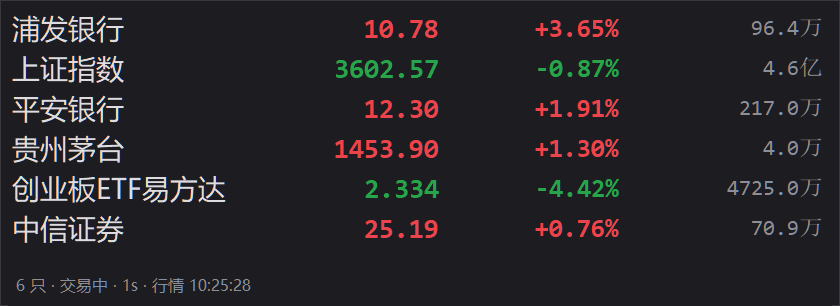 浦发银行 10.78 +3.65% 96.4万
上证指数 3602.57 -0.87% 4.6亿
平安银行 12.30 +1.91% 217.0万
贵州茅台 1453.90 +1.30% 4.0万
创业板ETF易方达 2.334 -4.42% 4725.0万
中信证券 25.19 +0.76% 70.9万
6 只 · 交易中 · 1s · 行情 10:25:28